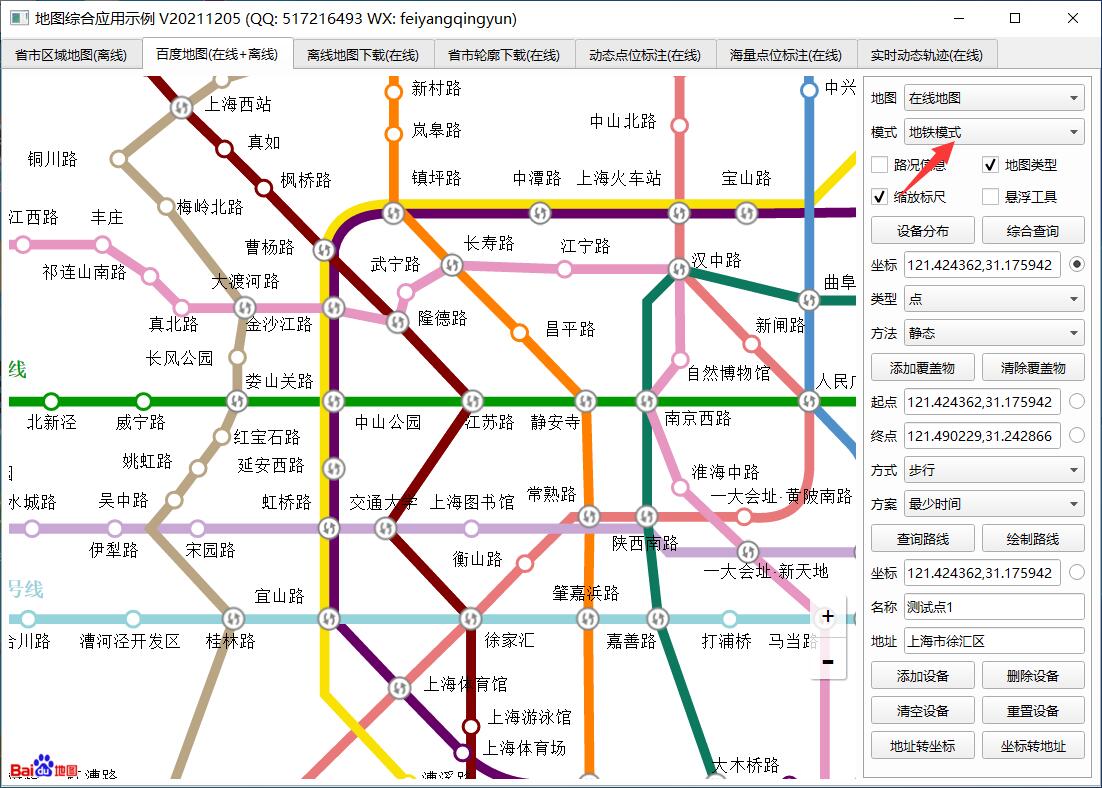 地图综合应用示例 V20211205 (QQ: 517216493 WX: feiyangqingyun)
省市区域地图(离线)
百度地图(在线+离线)
离线地图下载(在线)
省市轮廓下载(在线)
动态点位标注(在线)
海量点位标注(在线)
实时动态轨迹(在线)
新村路
中兴
上海西站
岚皋路
中山北路
真如
铜川路
枫桥路
镇坪路
中潭路
上海火车站
宝山路
梅岭北路
江西路
丰庄
曹杨路
长寿路
江宁路
武宁路
汉中路
祁连山南路
大渡河路
曲阜
真北路
金沙江路
隆德路
昌平路
新闸路
长风公园
自然博物馆
线
娄山关路
人民广
北新泾
威宁路
中山公园
江苏路
静安寺
南京西路
红宝石路
姚虹路
延安西路
淮海中路
水城路
吴中路
虹桥路
交通大学
上海图书馆
常熟路
一大会址·黄陂南路
伊犁路
宋园路
衡山路
陕西南路
一大会址·新天地
号线
宜山路
肇嘉浜路
合川路
漕河泾开发区
桂林路
徐家汇
嘉善路
打浦桥
马当路
上海体育馆
上海游泳馆
上海体育场
大木桥路
虹漕路
漕溪路
+
-
Bai du 地图
地图
在线地图
模式
地铁模式
路况信息
地图类型
缩放标尺
悬浮工具
设备分布
综合查询
坐标
121.424362,31.175942
类型
点
方法
静态
添加覆盖物
清除覆盖物
起点
121.424362,31.175942
终点
121.490229,31.242866
方式
步行
方案
最少时间
查询路线
绘制路线
坐标
121.424362,31.175942
名称
测试点1
地址
上海市徐汇区
添加设备
删除设备
清空设备
重置设备
地址转坐标
坐标转地址